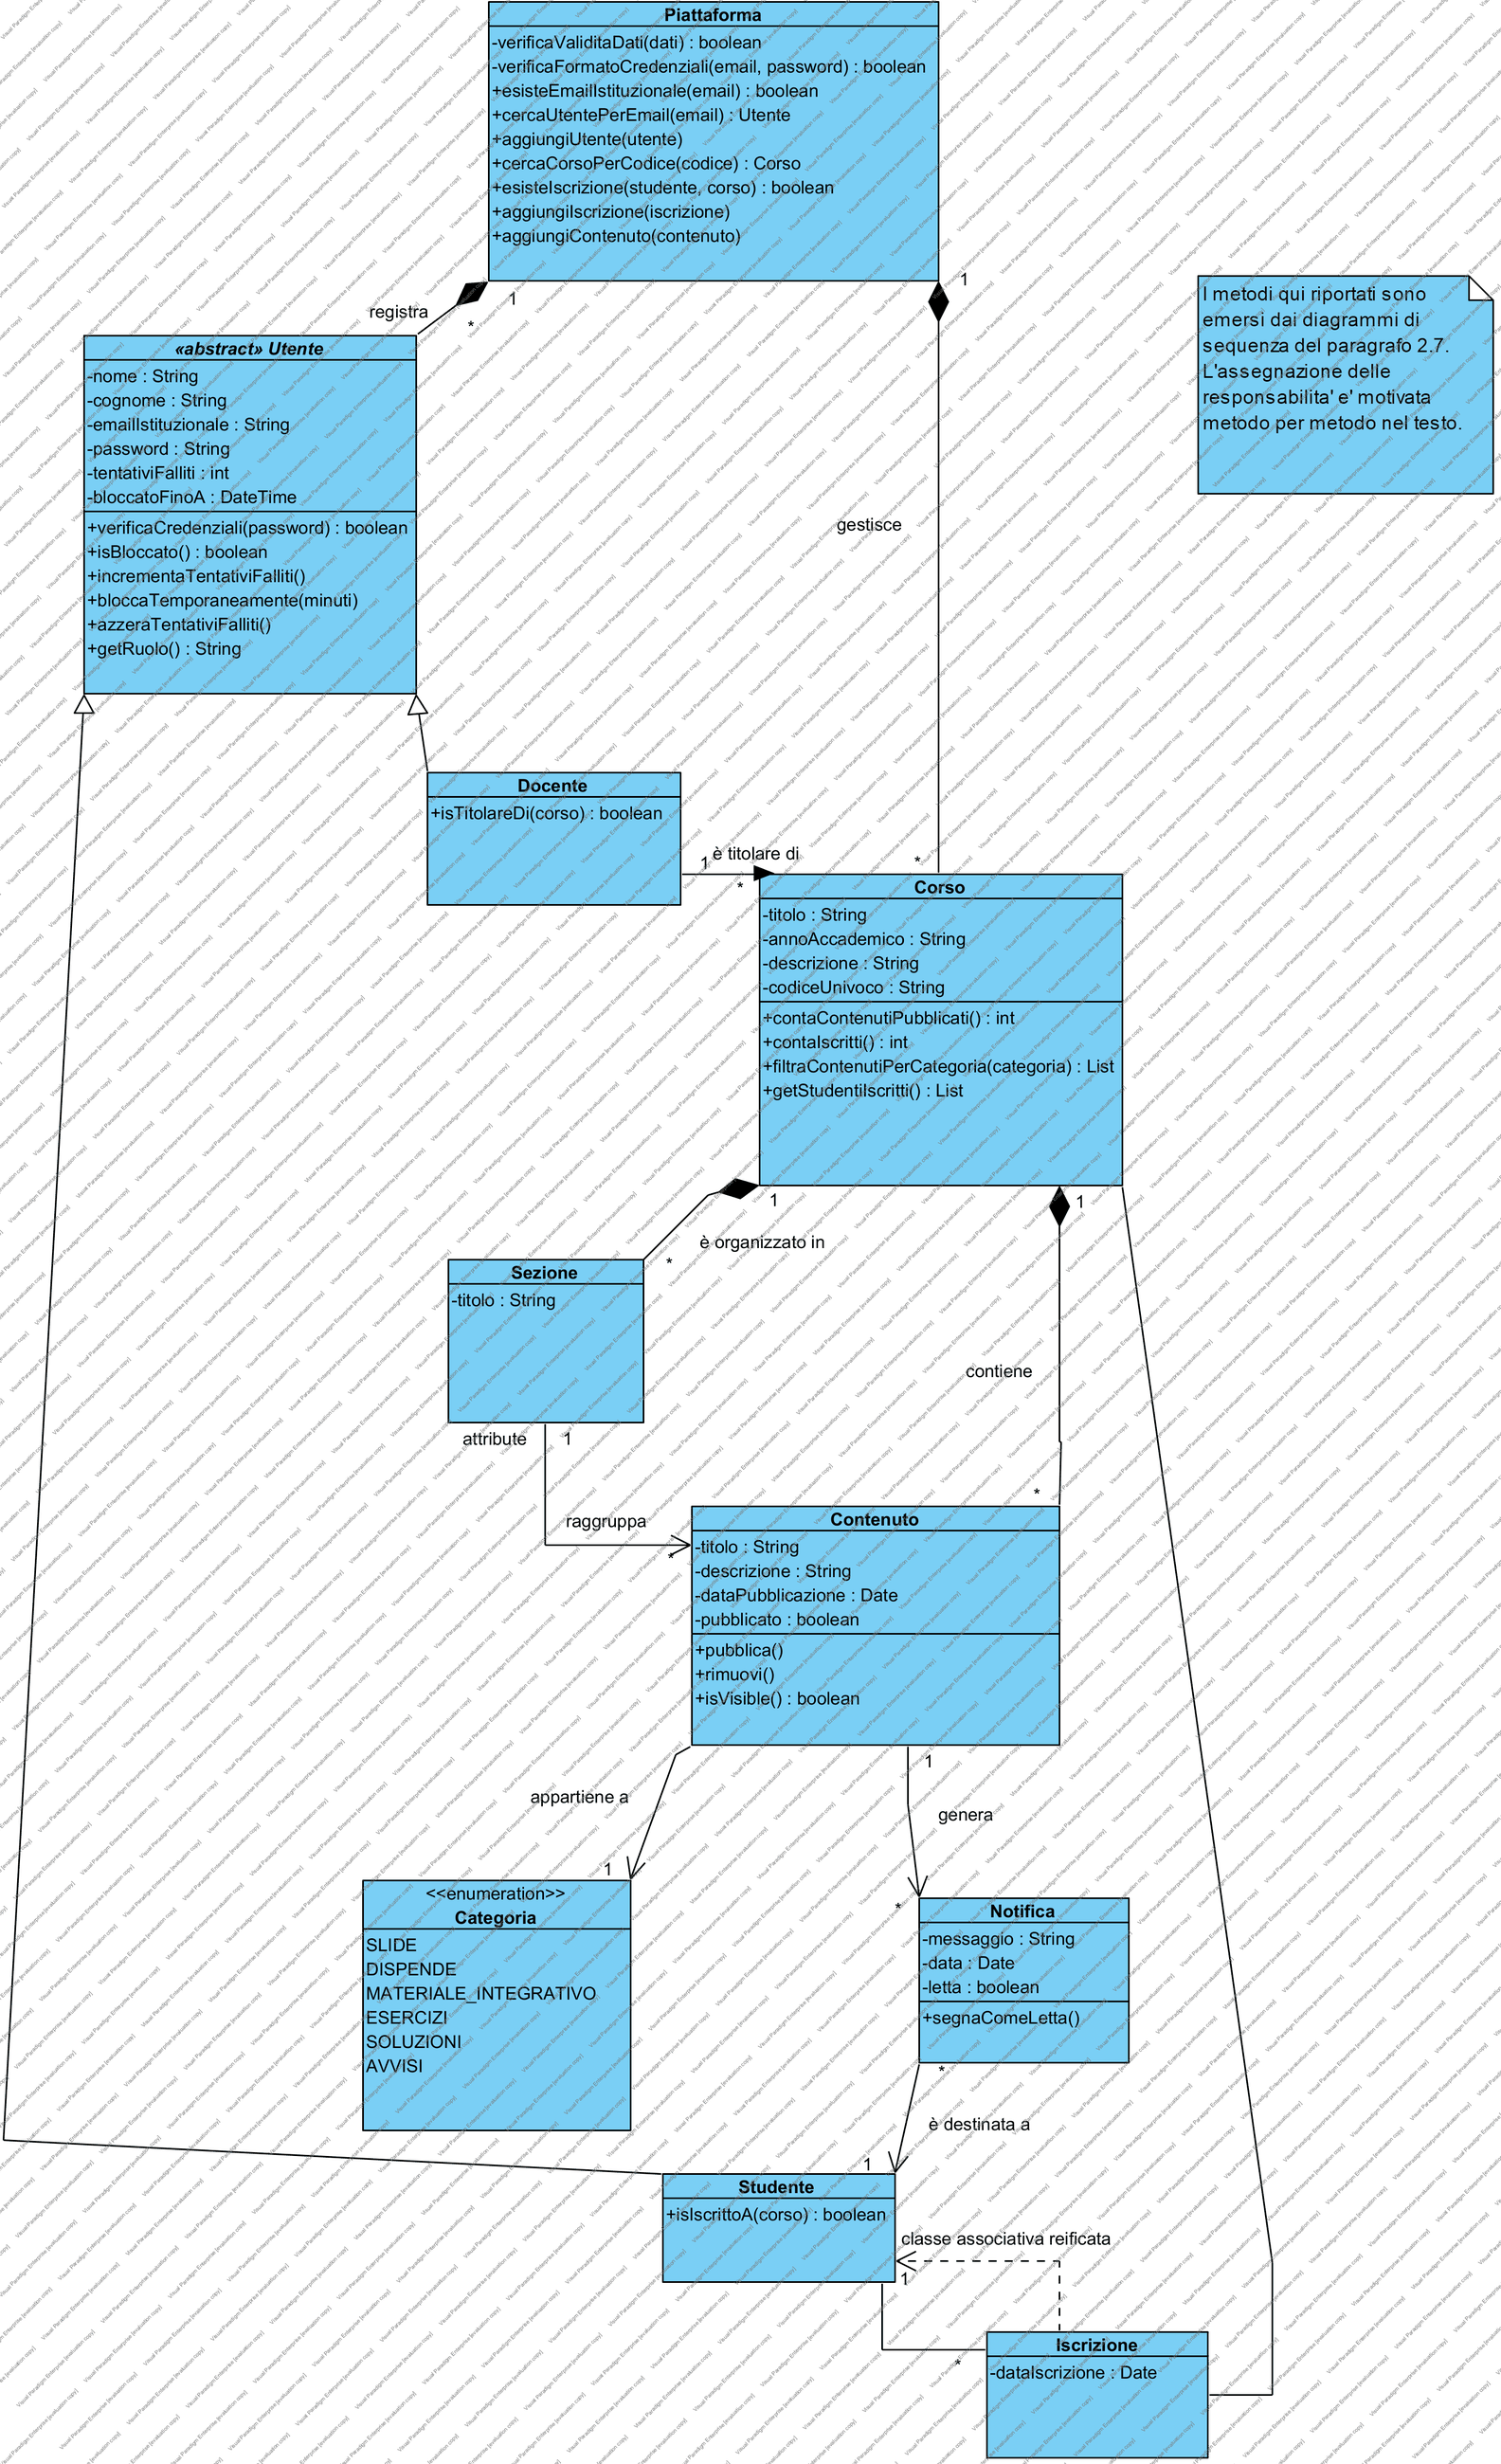 Piattaforma
-verificaValiditaDati(dati) : boolean
-verificaFormatoCredenziali(email, password) : boolean
+esisteEmailIstituzionale(email) : boolean
+cercaUtentePerEmail(email) : Utente
+aggiungiUtente(utente)
+cercaCorsoPerCodice(codice) : Corso
+esisteIscrizione(studente, corso) : boolean
+aggiungiIscrizione(iscrizione)
+aggiungiContenuto(contenuto)
1
1
registra
*
I metodi qui riportati sono
emersi dai diagrammi di
sequenza del paragrafo 2.7.
L'assegnazione delle
responsabilita' e' motivata
metodo per metodo nel testo.
«abstract» Utente
-nome : String
-cognome : String
-emailIstituzionale : String
-password : String
-tentativiFalliti : int
-bloccatoFinoA : DateTime
+verificaCredenziali(password) : boolean
+isBloccato() : boolean
+incrementaTentativiFalliti()
+bloccaTemporaneamente(minuti)
+azzeraTentativiFalliti()
+getRuolo() : String
gestisce
Docente
+isTitolareDi(corso) : boolean
è titolare di
1
*
*
Corso
-titolo : String
-annoAccademico : String
-descrizione : String
-codiceUnivoco : String
+contaContenutiPubblicati() : int
+contaIscritti() : int
+filtraContenutiPerCategoria(categoria) : List
+getStudentiIscritti() : List
1
1
è organizzato in
*
Sezione
-titolo : String
contiene
attribute
1
*
raggruppa
*
Contenuto
-titolo : String
-descrizione : String
-dataPubblicazione : Date
-pubblicato : boolean
+pubblica()
+rimuovi()
+isVisible() : boolean
1
appartiene a
genera
1
<<enumeration>>
Categoria
SLIDE
DISPENDE
MATERIALE_INTEGRATIVO
ESERCIZI
SOLUZIONI
AVVISI
*
Notifica
-messaggio : String
-data : Date
-letta : boolean
+segnaComeLetta()
*
è destinata a
1
Studente
+isIscrittoA(corso) : boolean
classe associativa reificata
1
*
Iscrizione
-dataIscrizione : Date
Visual Paradigm Enterprise [evaluation copy]